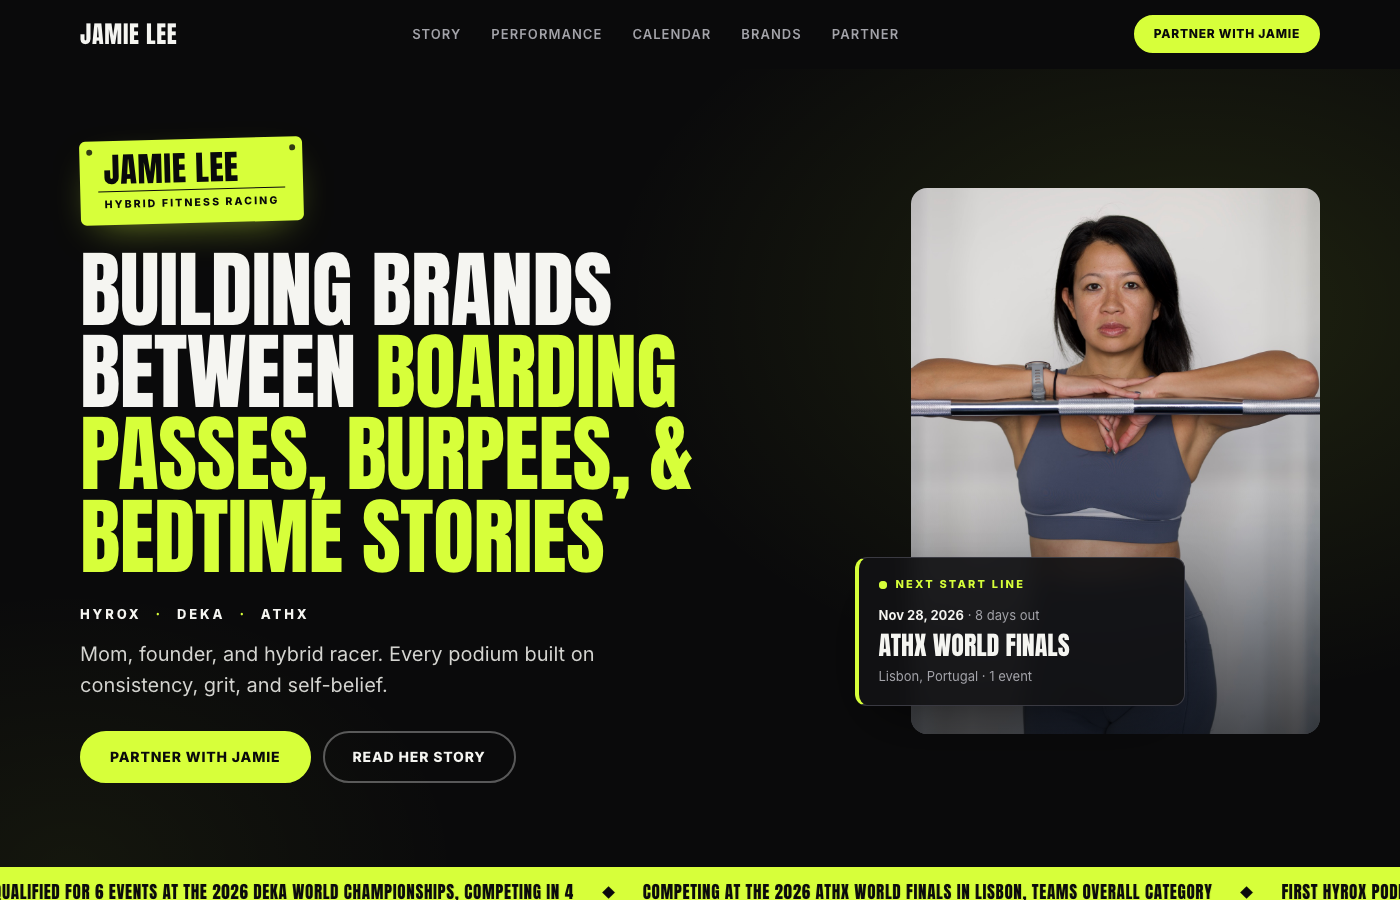 JAMIE LEE
STORY
PERFORMANCE
CALENDAR
BRANDS
PARTNER
PARTNER WITH JAMIE
JAMIE LEE
HYBRID FITNESS RACING
BUILDING BRANDS
BETWEEN BOARDING
PASSES, BURPEES, &
BEDTIME STORIES
HYROX · DEKA · ATHX
Mom, founder, and hybrid racer. Every podium built on
consistency, grit, and self-belief.
PARTNER WITH JAMIE
READ HER STORY
NEXT START LINE
Nov 28, 2026 · 8 days out
ATHX WORLD FINALS
Lisbon, Portugal · 1 event
FOR 6 EVENTS AT THE 2026 DEKA WORLD CHAMPIONSHIPS, COMPETING IN 4 ◆ COMPETING AT THE 2026 ATHX WORLD FINALS IN LISBON, TEAMS OVERALL CATEGORY ◆ FIRST HYROX